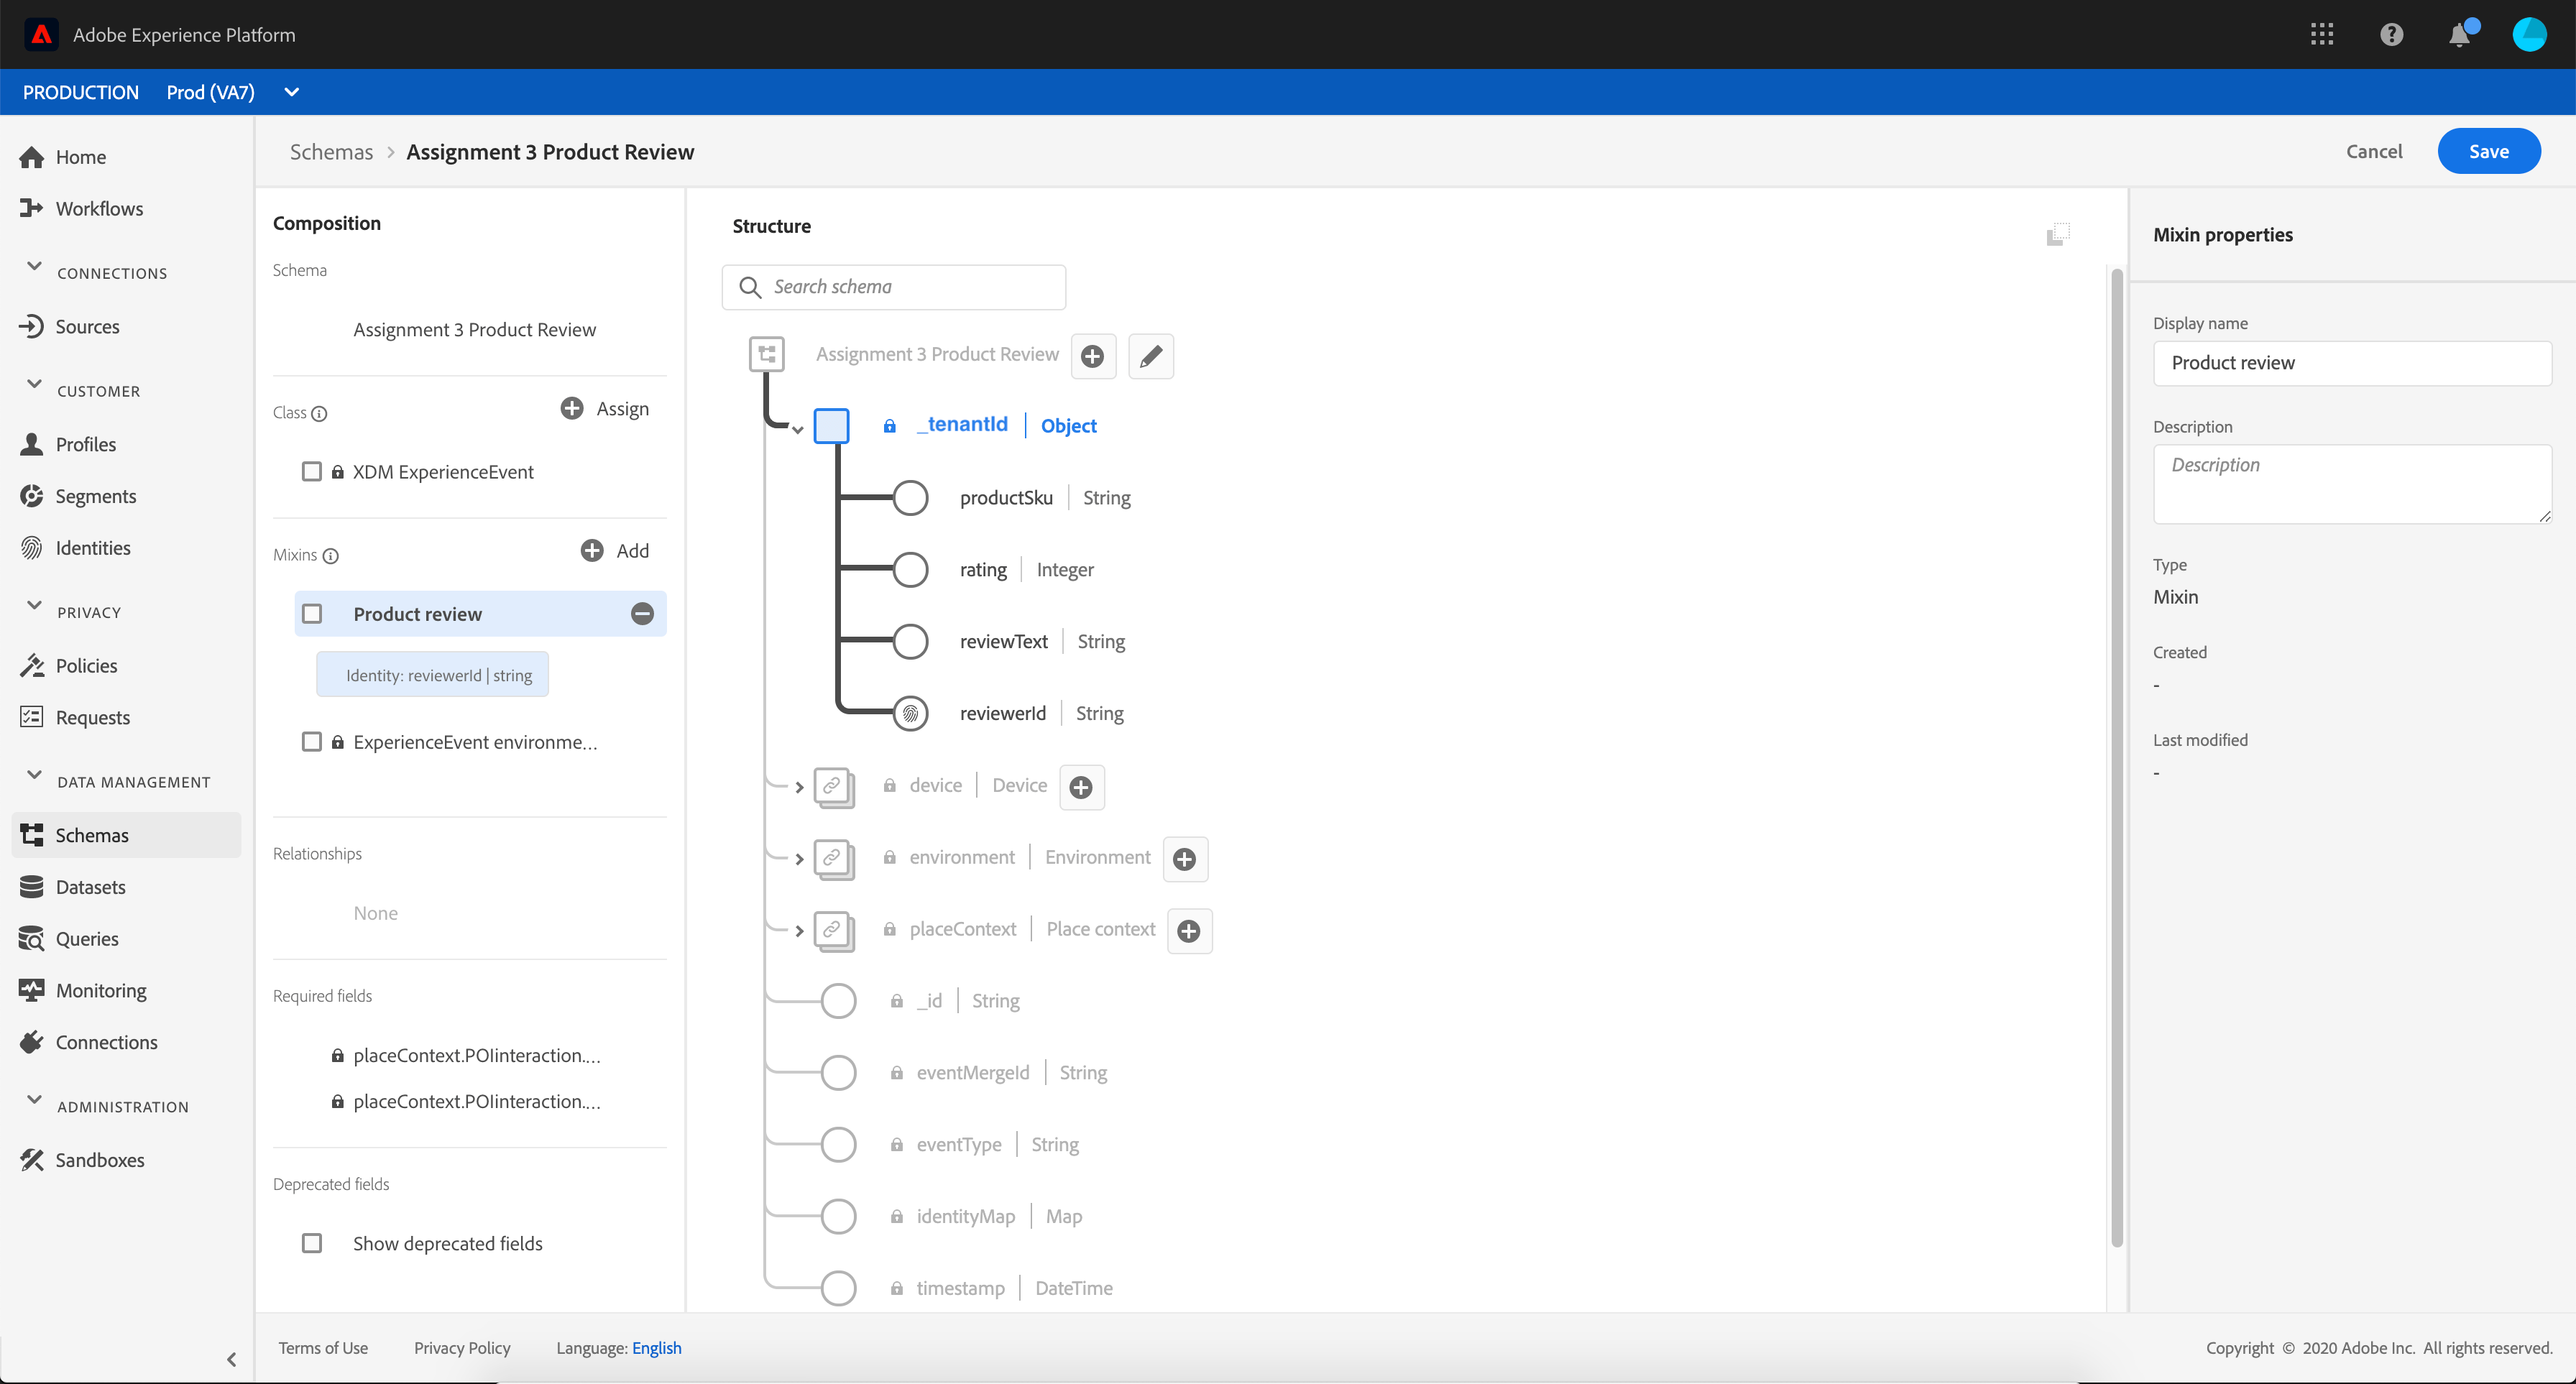 Adobe Experience Platform
PRODUCTION Prod (VA7)
Home
Workflows
CONNECTIONS
Sources
CUSTOMER
Profiles
Segments
Identities
PRIVACY
Policies
Requests
DATA MANAGEMENT
Schemas
Datasets
Queries
Monitoring
Connections
ADMINISTRATION
Sandboxes
Schemas > Assignment 3 Product Review
Cancel
Save
Composition
Schema
Assignment 3 Product Review
Class
Assign
XDM ExperienceEvent
Mixins
Add
Product review
Identity: reviewerId | string
ExperienceEvent environme...
Relationships
None
Required fields
placeContext.POIinteraction....
placeContext.POIinteraction....
Deprecated fields
Show deprecated fields
Structure
Search schema
Assignment 3 Product Review
_tenantId | Object
productSku | String
rating | Integer
reviewText | String
reviewerId | String
device | Device
environment | Environment
placeContext | Place context
_id | String
eventMergeId | String
eventType | String
identityMap | Map
timestamp | DateTime
Mixin properties
Display name
Product review
Description
Description
Type
Mixin
Created
-
Last modified
-
Terms of Use Privacy Policy Language: English
Copyright © 2020 Adobe Inc. All rights reserved.